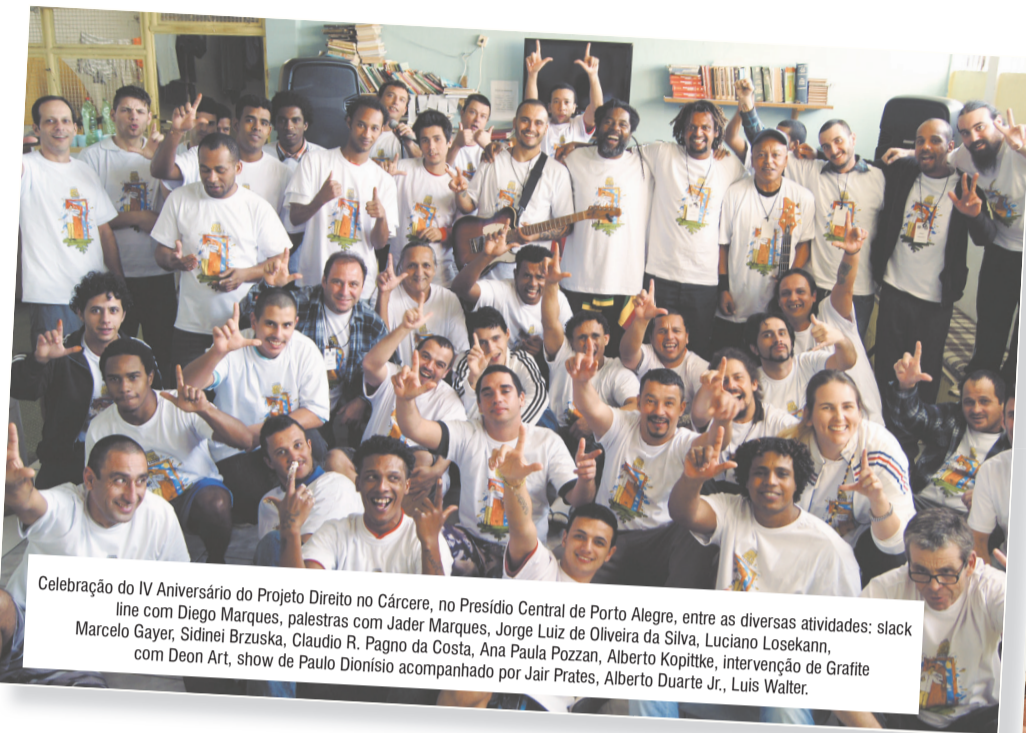 Celebração do IV Aniversário do Projeto Direito no Cárcere, no Presídio Central de Porto Alegre, entre as diversas atividades: slack
line com Diego Marques, palestras com Jader Marques, Jorge Luiz de Oliveira da Silva, Luciano Losekann,
Marcelo Gayer, Sidinei Brzuska, Claudio R. Pagno da Costa, Ana Paula Pozzan, Alberto Kopittke, intervenção de Grafite
com Deon Art, show de Paulo Dionísio acompanhado por Jair Prates, Alberto Duarte Jr., Luis Walter.